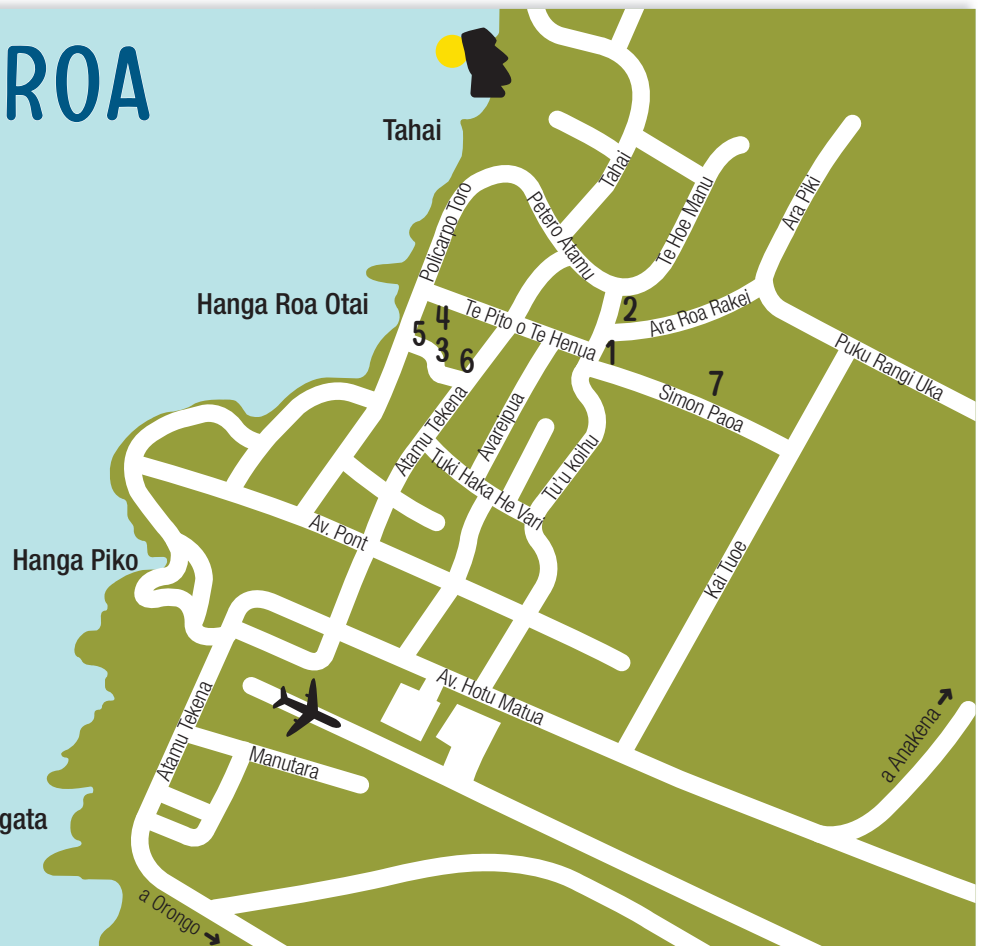 ROA
Tahai
Tahai
Policarpo Toro
Petero Atamu
Te Hoe Manu
Ara Piki
Hanga Roa Otai
4
5
3
6
Te Pito o Te Henua
2
1
Ara Roa Rakei
7
Simon Paoa
Puku Rangi Uka
Atamu Tekena
Avareipua
Tuki Haka He Vari
Tu'u koihu
Av. Pont
Hanga Piko
Kai Tuoe
Av. Hotu Matua
a Anakena
Atamu Tekena
Manutara
gata
a Orongo